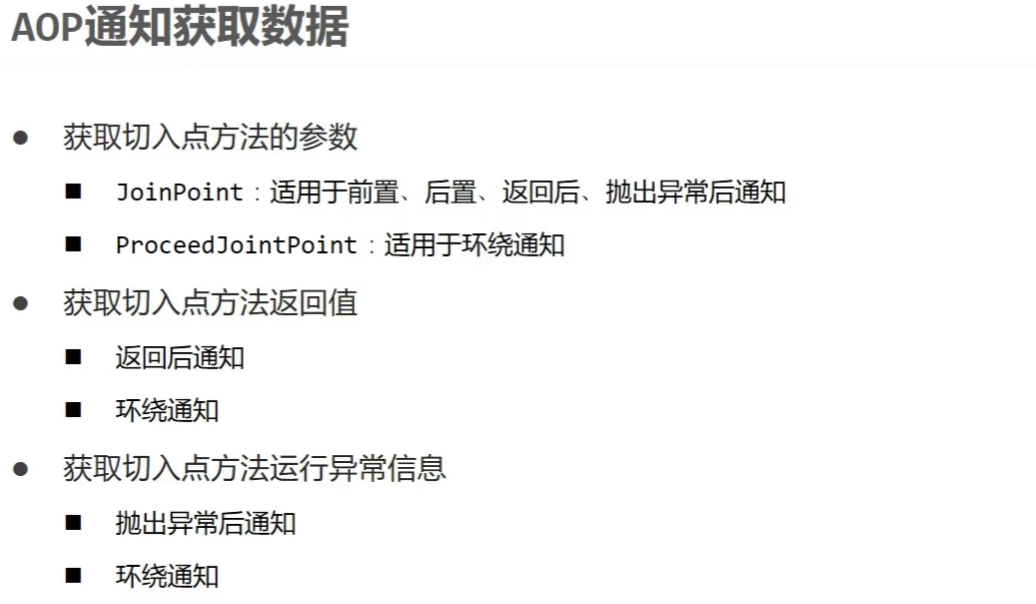 AOP通知获取数据
● 获取切入点方法的参数
■ JoinPoint：适用于前置、后置、返回后、抛出异常后通知
■ ProceedJointPoint：适用于环绕通知
● 获取切入点方法返回值
■ 返回后通知
■ 环绕通知
● 获取切入点方法运行异常信息
■ 抛出异常后通知
■ 环绕通知